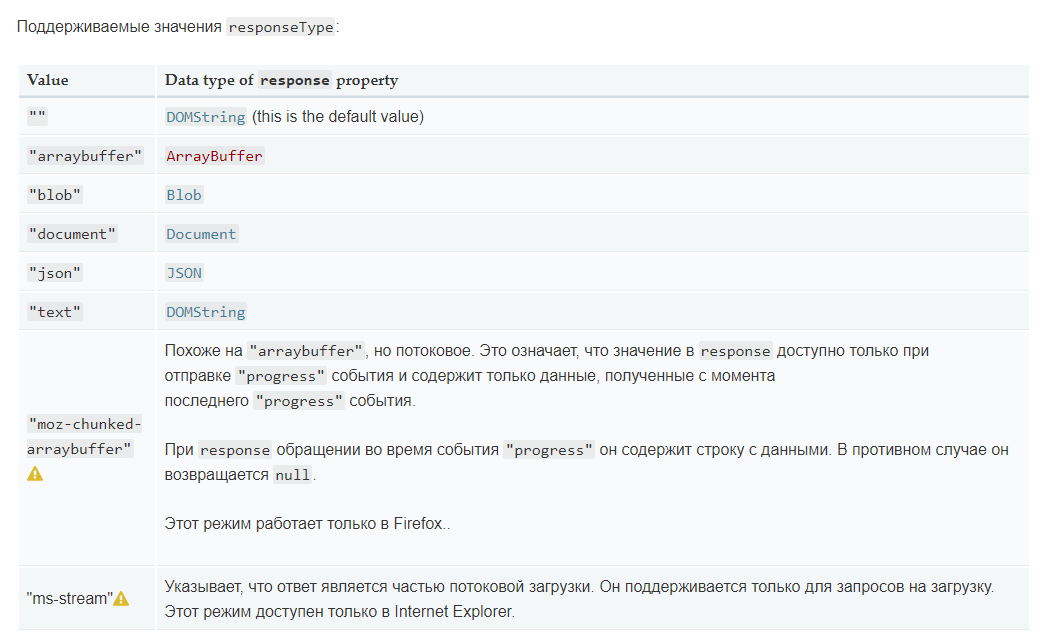 Поддерживаемые значения responseType:
Value Data type of response property
"" DOMString (this is the default value)
"arraybuffer" ArrayBuffer
"blob" Blob
"document" Document
"json" JSON
"text" DOMString
"moz-chunked-
arraybuffer"
Похоже на "arraybuffer", но потоковое. Это означает, что значение в response доступно только при
отправке "progress" события и содержит только данные, полученные с момента
последнего "progress" события.
При response обращении во время события "progress" он содержит строку с данными. В противном случае он
возвращается null.
Этот режим работает только в Firefox..
"ms-stream"
Указывает, что ответ является частью потоковой загрузки. Он поддерживается только для запросов на загрузку.
Этот режим доступен только в Internet Explorer.